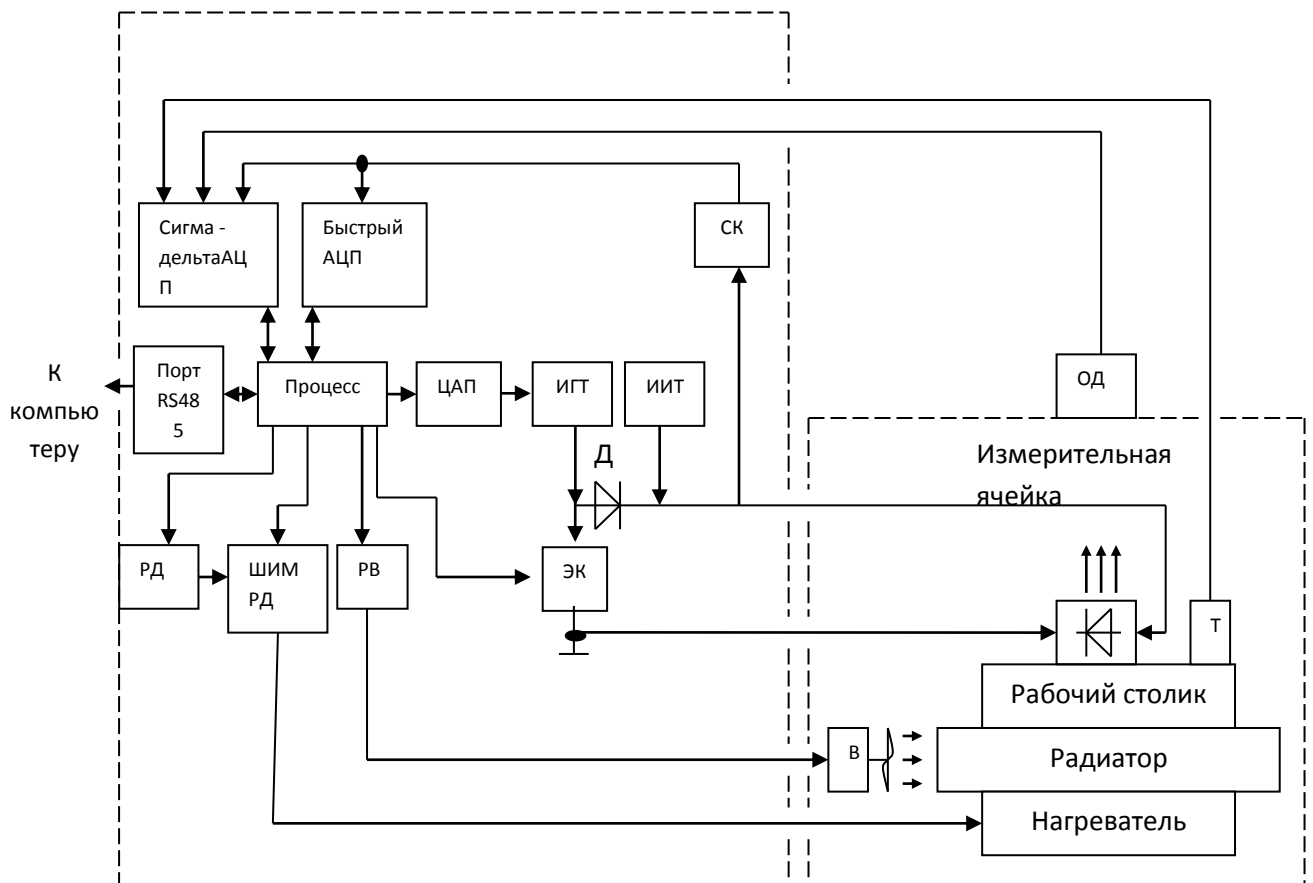 Сигма -
дельтаАЦ
П
Быстрый
АЦП
СК
К
компью
теру
Порт
RS48
5
Процесс
ЦАП
ИГТ
ИИТ
ОД
Д
Измерительная
ячейка
РД
ШИМ
РД
РВ
ЭК
Т
Рабочий столик
В
Радиатор
Нагреватель